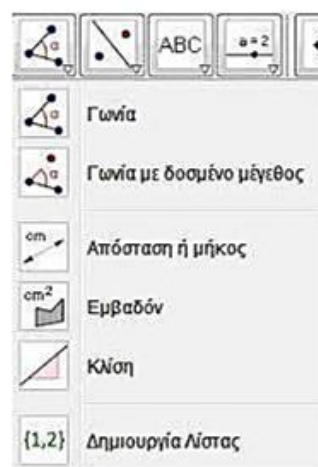 α ABC a = 2
α Γωνία
α Γωνία με δοσμένο μέγεθος
cm Απόσταση ή μήκος
cm² Εμβαδόν
Κλίση
{1,2} Δημιουργία Λίστας